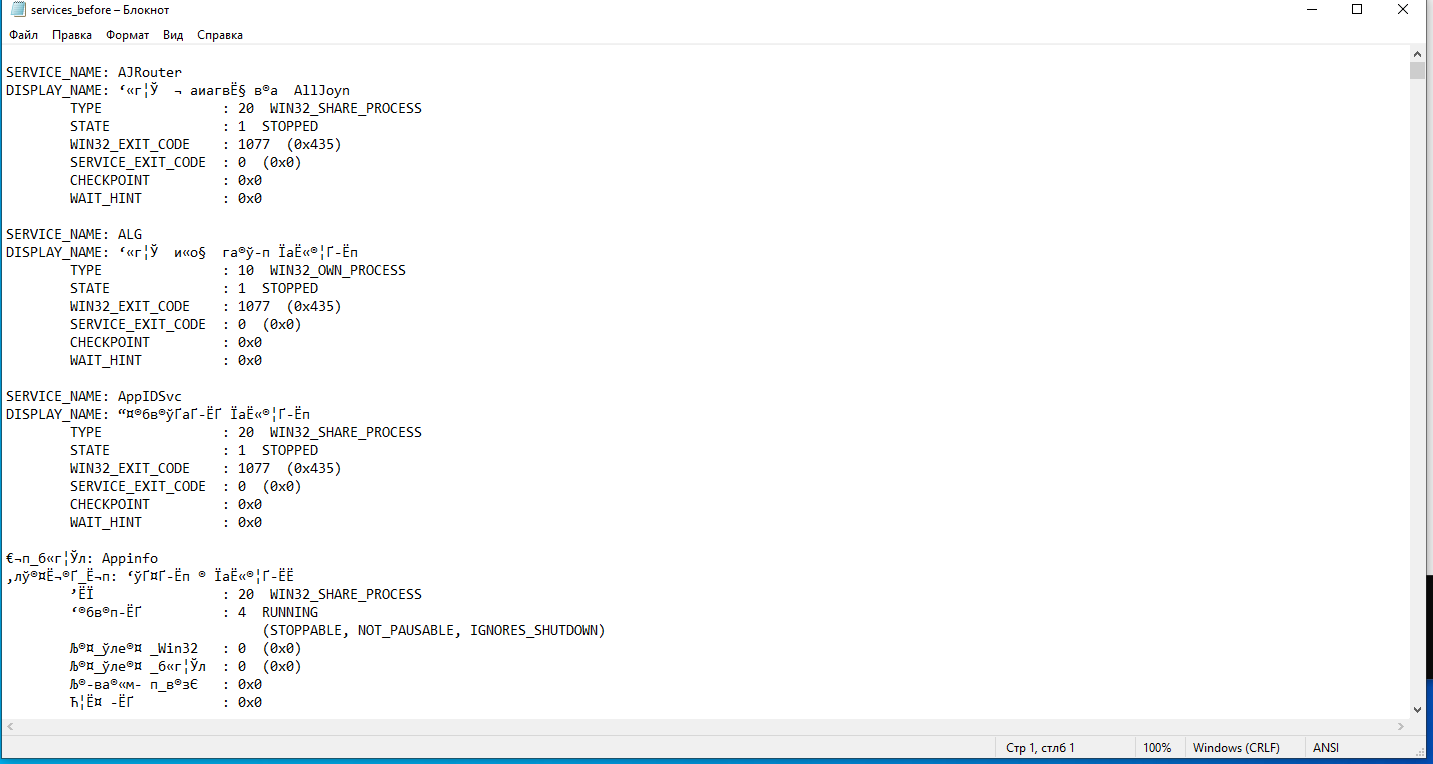 services_before – Блокнот
Файл Правка Формат Вид Справка
SERVICE_NAME: AJRouter
DISPLAY_NAME: ‘«г¦Ў  ¬ аиагвЁ§ в®а  AllJoyn
TYPE : 20 WIN32_SHARE_PROCESS
STATE : 1 STOPPED
WIN32_EXIT_CODE : 1077 (0x435)
SERVICE_EXIT_CODE : 0 (0x0)
CHECKPOINT : 0x0
WAIT_HINT : 0x0
SERVICE_NAME: ALG
DISPLAY_NAME: ‘«г¦Ў  и«о§  га®ў-п ЇаЁ«®¦Ґ-Ёп
TYPE : 10 WIN32_OWN_PROCESS
STATE : 1 STOPPED
WIN32_EXIT_CODE : 1077 (0x435)
SERVICE_EXIT_CODE : 0 (0x0)
CHECKPOINT : 0x0
WAIT_HINT : 0x0
SERVICE_NAME: AppIDSvc
DISPLAY_NAME: “¤®бв®ўҐаҐ-ЁҐ ЇаЁ«®¦Ґ-Ёп
TYPE : 20 WIN32_SHARE_PROCESS
STATE : 1 STOPPED
WIN32_EXIT_CODE : 1077 (0x435)
SERVICE_EXIT_CODE : 0 (0x0)
CHECKPOINT : 0x0
WAIT_HINT : 0x0
€¬п_б«г¦Ўл: Appinfo
‚лў®¤Ё¬®Ґ_Ё¬п: ‘ўҐ¤Ґ-Ёп ® ЇаЁ«®¦Ґ-ЁЁ
’ЁЇ : 20 WIN32_SHARE_PROCESS
‘®бв®п-ЁҐ : 4 RUNNING
(STOPPABLE, NOT_PAUSABLE, IGNORES_SHUTDOWN)
Љ®¤_ўле®¤ _Win32 : 0 (0x0)
Љ®¤_ўле®¤ _б«г¦Ўл : 0 (0x0)
Љ®-ва®«м- п_в®зЄ : 0x0
Ћ¦Ё¤ -ЁҐ : 0x0
Стр 1, стлб 1 100% Windows (CRLF) ANSI